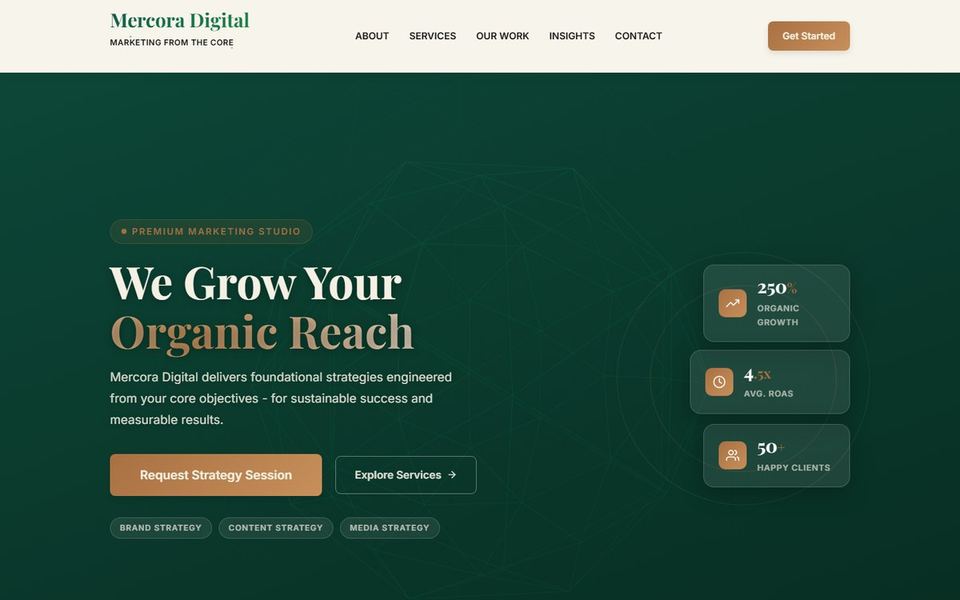 Mercora Digital
MARKETING FROM THE CORE
ABOUT
SERVICES
OUR WORK
INSIGHTS
CONTACT
Get Started
PREMIUM MARKETING STUDIO
We Grow Your
Organic Reach
Mercora Digital delivers foundational strategies engineered
from your core objectives - for sustainable success and
measurable results.
Request Strategy Session
Explore Services →
BRAND STRATEGY
CONTENT STRATEGY
MEDIA STRATEGY
250%
ORGANIC
GROWTH
4.5x
AVG. ROAS
50+
HAPPY CLIENTS